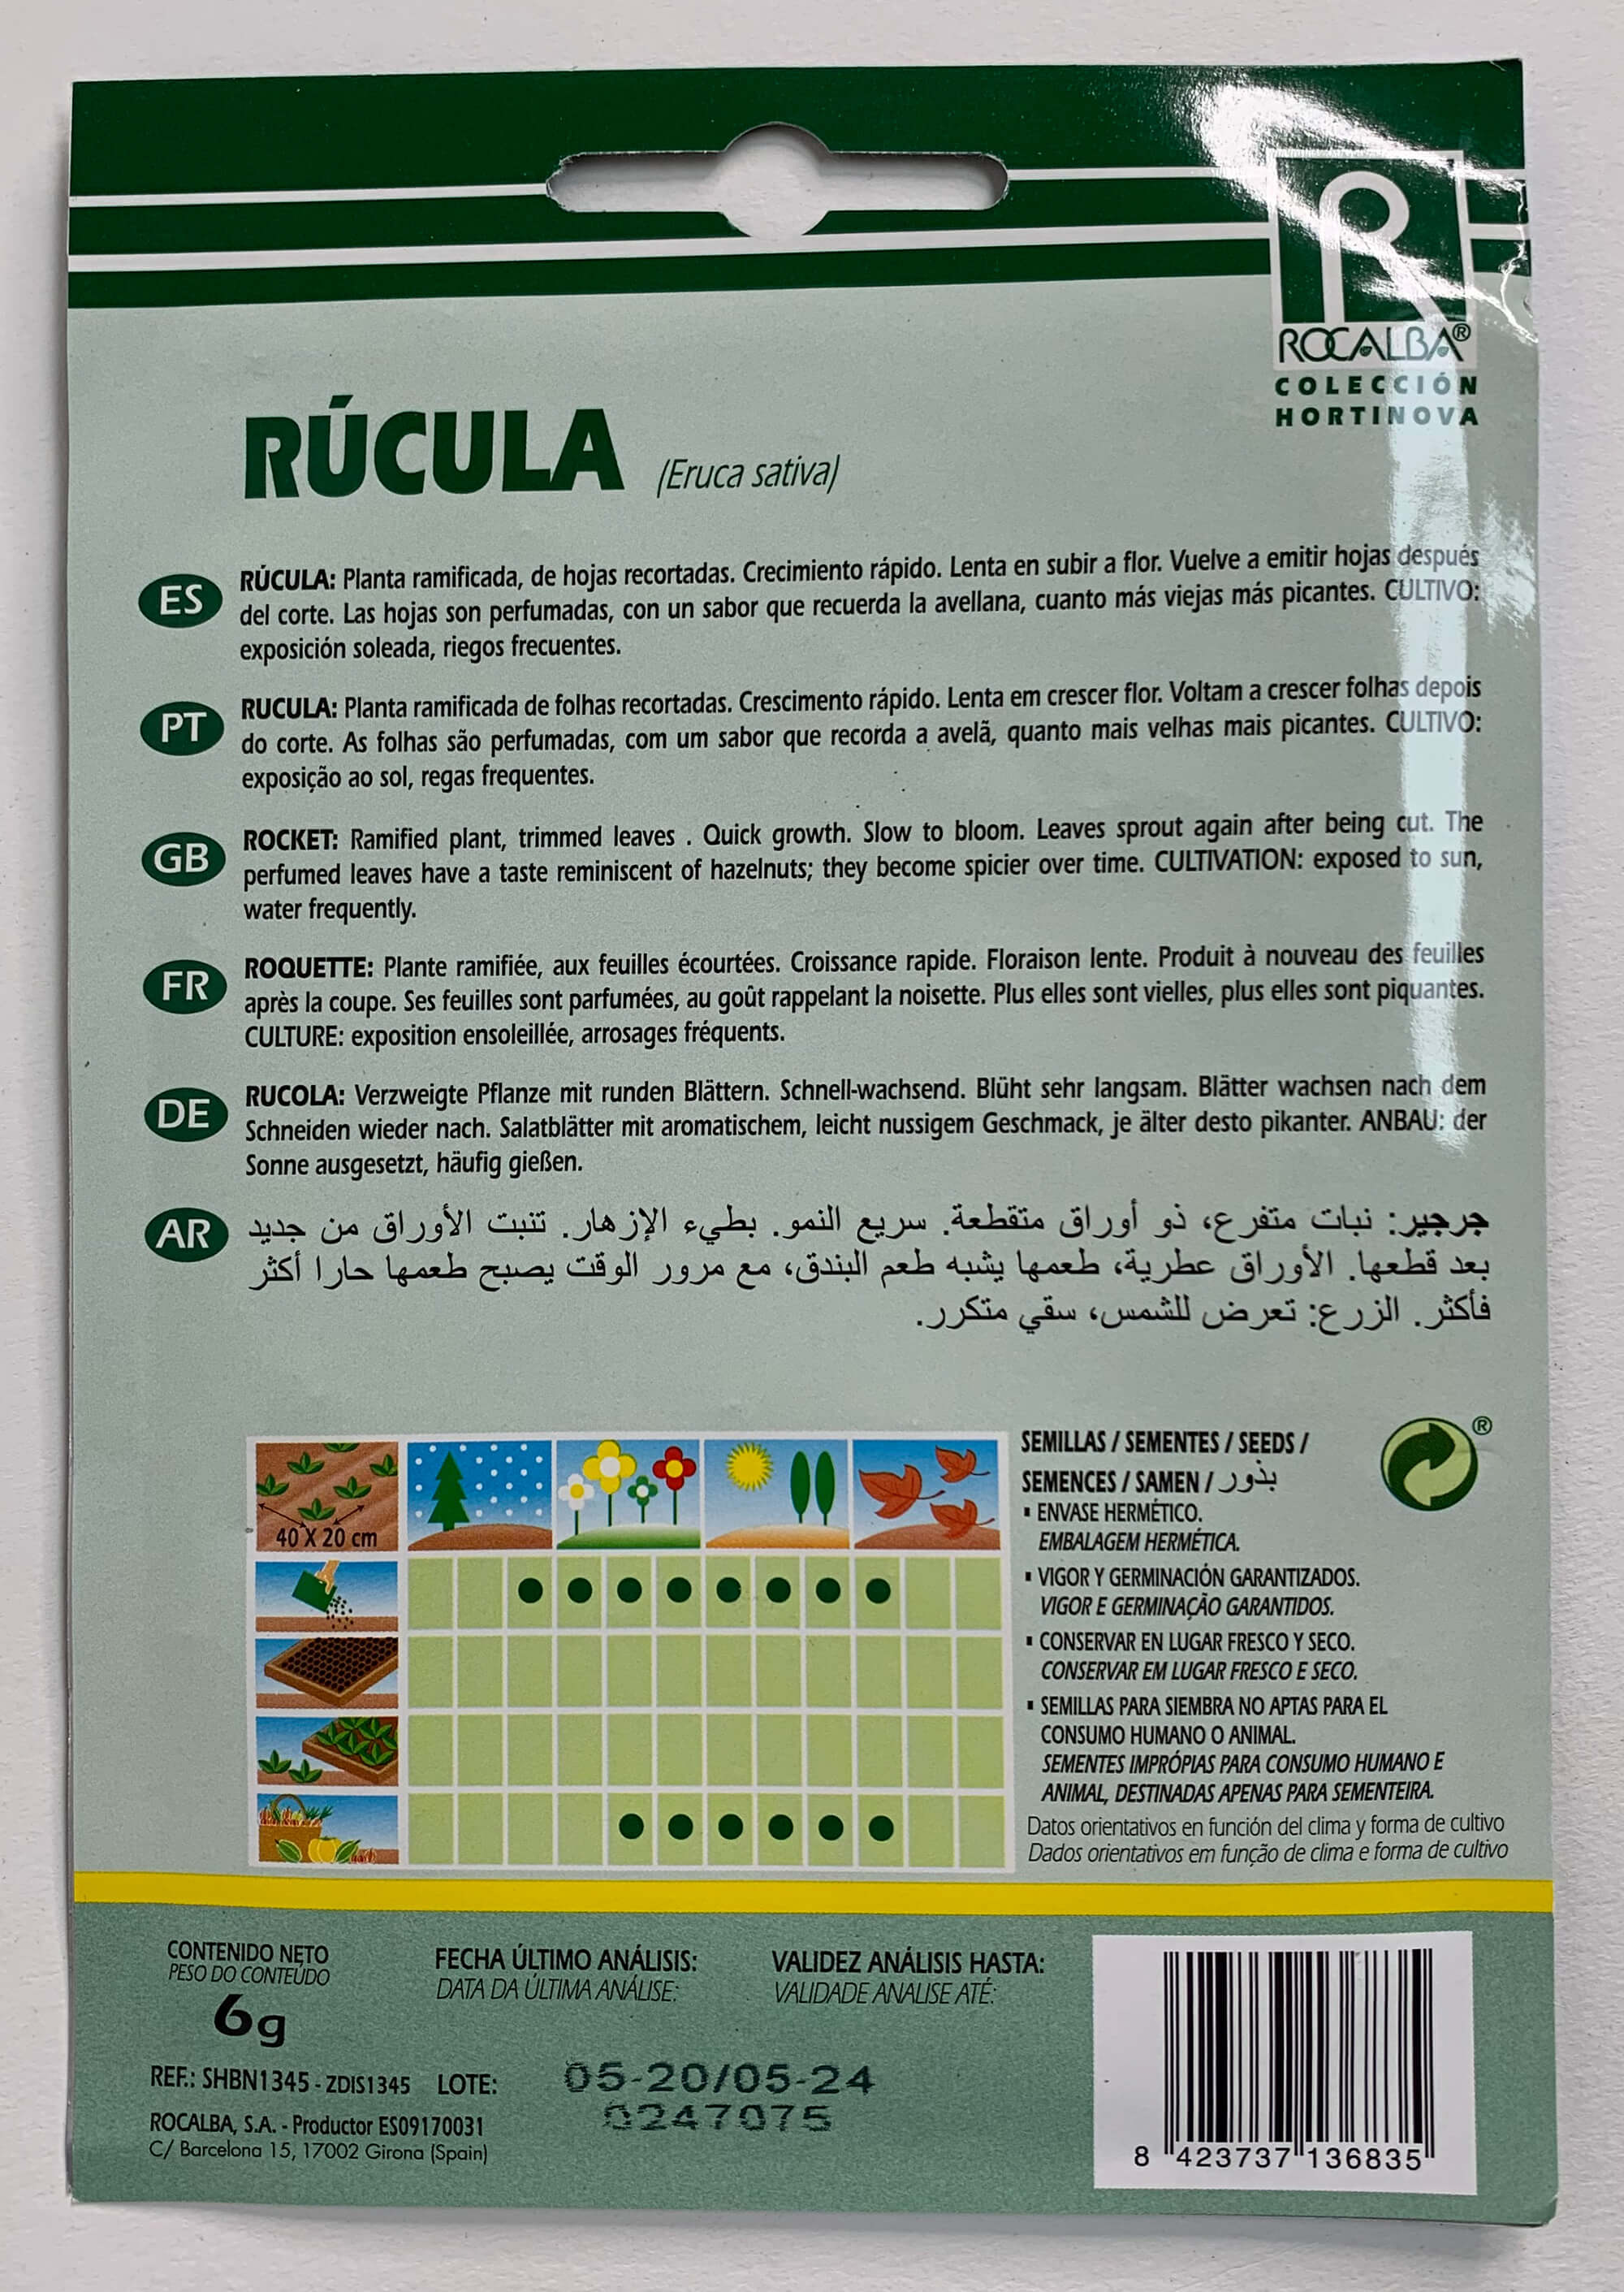 R
ROCALBA®
COLECCIÓN
HORTINOVA
RÚCULA (Eruca sativa)
ES
RÚCULA: Planta ramificada, de hojas recortadas. Crecimiento rápido. Lenta en subir a flor. Vuelve a emitir hojas después
del corte. Las hojas son perfumadas, con un sabor que recuerda la avellana, cuanto más viejas más picantes. CULTIVO:
exposición soleada, riegos frecuentes.
PT
RUCULA: Planta ramificada de folhas recortadas. Crescimento rápido. Lenta em crescer flor. Voltam a crescer folhas depois
do corte. As folhas são perfumadas, com um sabor que recorda a avelã, quanto mais velhas mais picantes. CULTIVO:
exposição ao sol, regas frequentes.
GB
ROCKET: Ramified plant, trimmed leaves . Quick growth. Slow to bloom. Leaves sprout again after being cut. The
perfumed leaves have a taste reminiscent of hazelnuts; they become spicier over time. CULTIVATION: exposed to sun,
water frequently.
FR
ROQUETTE: Plante ramifiée, aux feuilles écourtées. Croissance rapide. Floraison lente. Produit à nouveau des feuilles
après la coupe. Ses feuilles sont parfumées, au goût rappelant la noisette. Plus elles sont vielles, plus elles sont piquantes.
CULTURE: exposition ensoleillée, arrosages fréquents.
DE
RUCOLA: Verzweigte Pflanze mit runden Blättern. Schnell-wachsend. Blüht sehr langsam. Blätter wachsen nach dem
Schneiden wieder nach. Salatblätter mit aromatischem, leicht nussigem Geschmack, je älter desto pikanter. ANBAU: der
Sonne ausgesetzt, häufig gießen.
AR
جرجير: نبات متفرع، ذو أوراق متقطعة. سريع النمو. بطيء الإزهار. تنبت الأوراق من جديد
بعد قطعها. الأوراق عطرية، طعمها يشبه طعم البندق، مع مرور الوقت يصبح طعمها حارا أكثر
فأكثر. الزرع: تعرض للشمس، سقي متكرر.
40 X 20 cm
SEMILLAS / SEMENTES / SEEDS /
SEMENCES / SAMEN / بذور
®
▪ ENVASE HERMÉTICO.
EMBALAGEM HERMÉTICA.
▪ VIGOR Y GERMINACIÓN GARANTIZADOS.
VIGOR E GERMINAÇÃO GARANTIDOS.
▪ CONSERVAR EN LUGAR FRESCO Y SECO.
CONSERVAR EM LUGAR FRESCO E SECO.
▪ SEMILLAS PARA SIEMBRA NO APTAS PARA EL
CONSUMO HUMANO O ANIMAL.
SEMENTES IMPRÓPIAS PARA CONSUMO HUMANO E
ANIMAL, DESTINADAS APENAS PARA SEMENTEIRA.
Datos orientativos en función del clima y forma de cultivo
Dados orientativos em função de clima e forma de cultivo
CONTENIDO NETO
PESO DO CONTEÚDO
6g
FECHA ÚLTIMO ANÁLISIS:
DATA DA ÚLTIMA ANÁLISE:
VALIDEZ ANÁLISIS HASTA:
VALIDADE ANALISE ATÉ:
REF.: SHBN1345 - ZDIS1345 LOTE:
05-20/05-24
0247075
ROCALBA, S.A. - Productor ES09170031
C/ Barcelona 15, 17002 Girona (Spain)
8 423737 136835